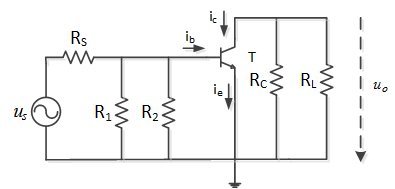 R_S
i_c
i_b
T
u_s
R_1
R_2
i_e
R_C
R_L
u_o